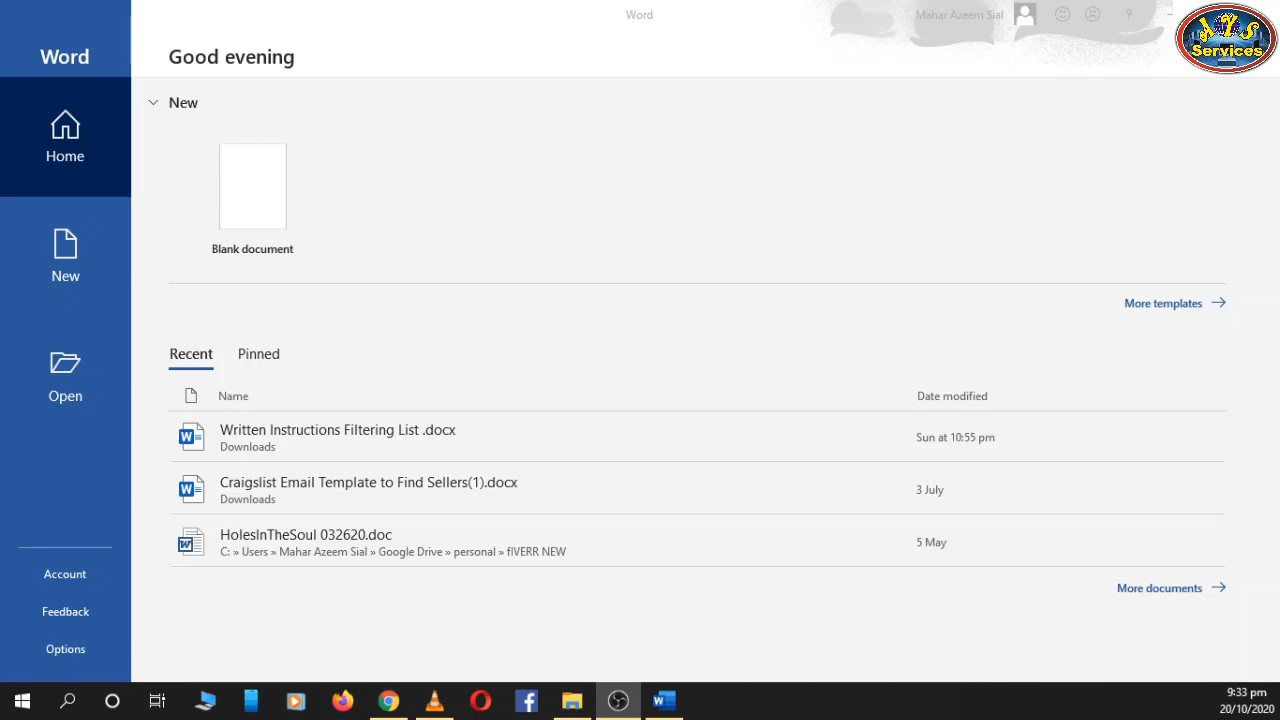 Word
Mahar Azeem Sial
?
AYS
Services
Word
Good evening
Home
New
Open
Account
Feedback
Options
New
Blank document
More templates
Recent
Pinned
Name
Date modified
Written Instructions Filtering List .docx
Downloads
Sun at 10:55 pm
Craigslist Email Template to Find Sellers(1).docx
Downloads
3 July
HolesInTheSoul 032620.doc
C: » Users » Mahar Azeem Sial » Google Drive » personal » fIVERR NEW
5 May
More documents
9:33 pm
20/10/2020